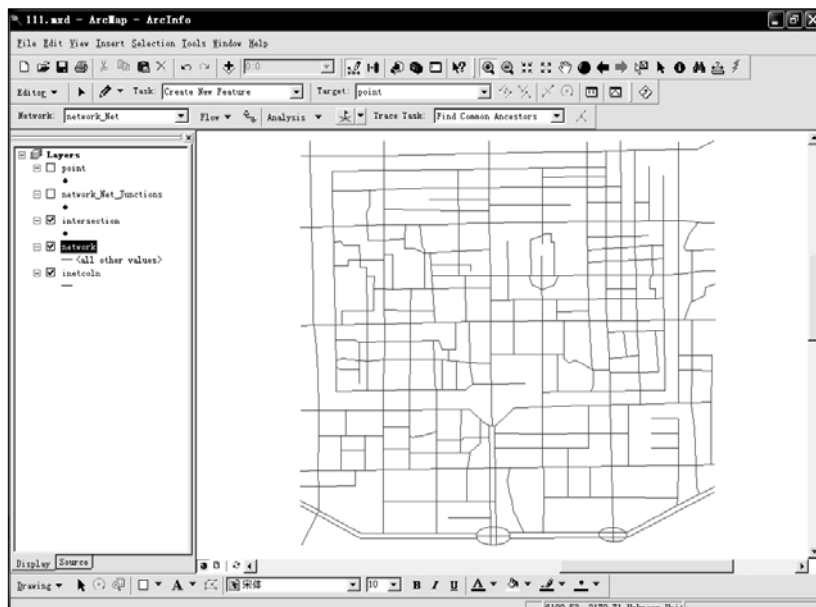 111.mxd - ArcMap - ArcInfo
File Edit View Insert Selection Tools Window Help
0:0
Editor Task: Create New Feature Target: point
Network: network_Net Flow Analysis Trace Task: Find Common Ancestors
Layers
point
network_Net_Junctions
intersection
network
<all other values>
inetcoln
Display Source
Drawing A 宋体 10 B I U A